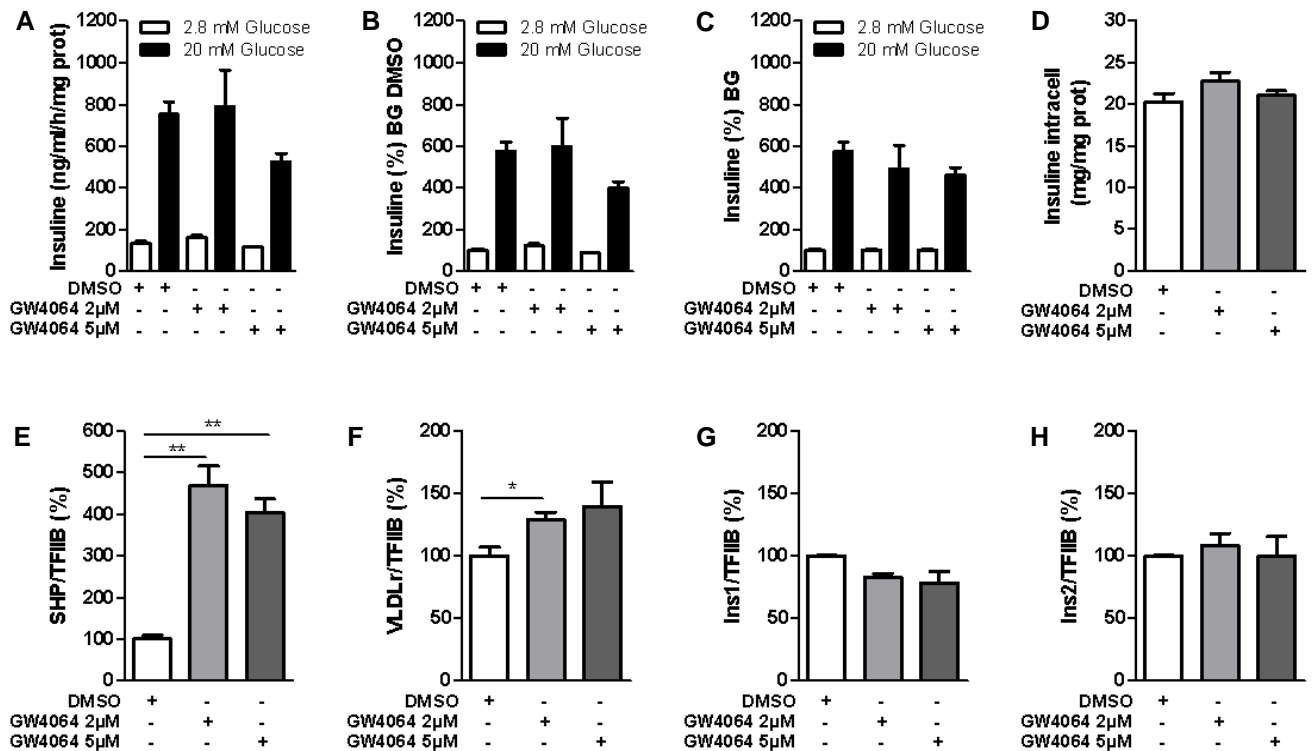 A
Insuline (ng/ml/h/mg prot)
1200
1000
800
600
400
200
0
2.8 mM Glucose
20 mM Glucose
DMSO + + - - - -
GW4064 2µM - - + + - -
GW4064 5µM - - - - + +
B
Insuline (%) BG DMSO
1200
1000
800
600
400
200
0
2.8 mM Glucose
20 mM Glucose
DMSO + + - - - -
GW4064 2µM - - + + - -
GW4064 5µM - - - - + +
C
Insuline (%) BG
1200
1000
800
600
400
200
0
2.8 mM Glucose
20 mM Glucose
DMSO + + - - - -
GW4064 2µM - - + + - -
GW4064 5µM - - - - + +
D
Insuline intracell
(mg/mg prot)
30
25
20
15
10
5
0
DMSO + - -
GW4064 2µM - + -
GW4064 5µM - - +
E
SHP/TFIIB (%)
600
500
400
300
200
100
0
**
**
DMSO + - -
GW4064 2µM - + -
GW4064 5µM - - +
F
VLDLr/TFIIB (%)
200
150
100
50
0
*
DMSO + - -
GW4064 2µM - + -
GW4064 5µM - - +
G
Ins1/TFIIB (%)
200
150
100
50
0
DMSO + - -
GW4064 2µM - + -
GW4064 5µM - - +
H
Ins2/TFIIB (%)
200
150
100
50
0
DMSO + - -
GW4064 2µM - + -
GW4064 5µM - - +